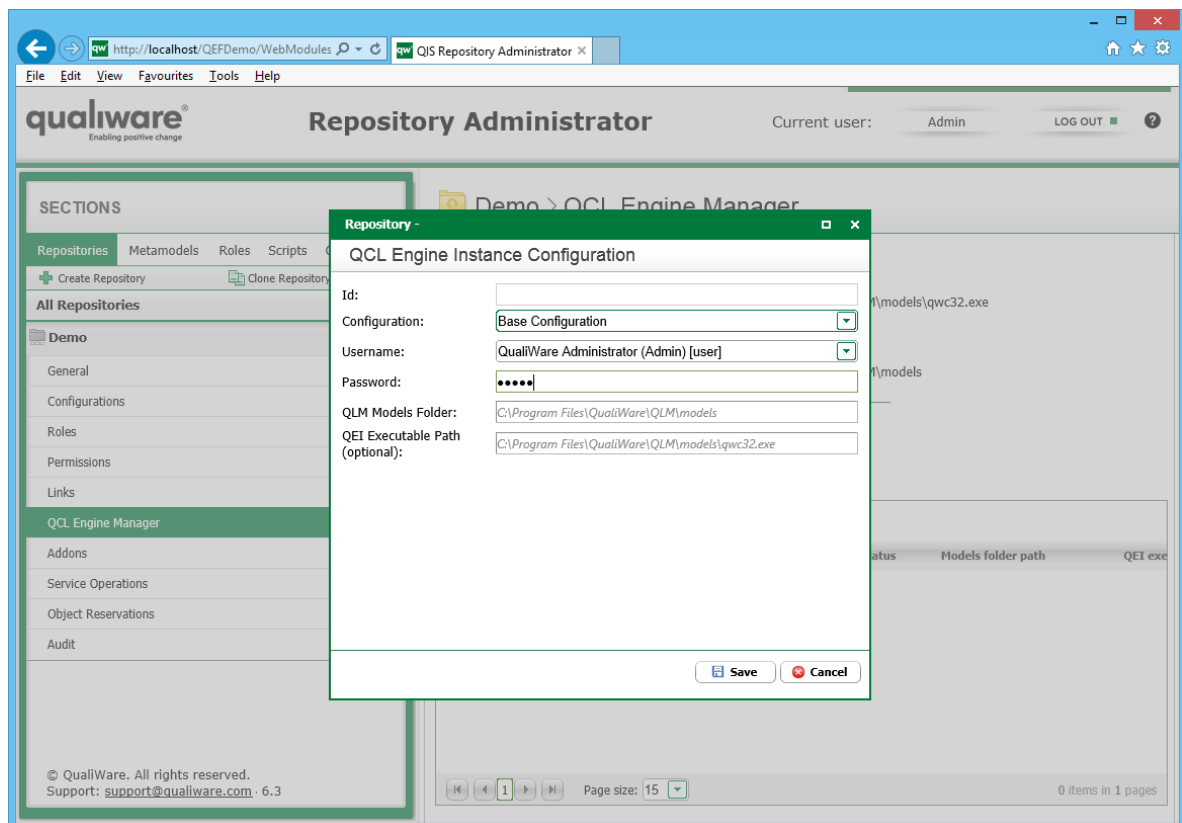 http://localhost/QEFDemo/WebModules
qw QIS Repository Administrator
File Edit View Favourites Tools Help
qualiware®
Enabling positive change
Repository Administrator
Current user: Admin LOG OUT
SECTIONS
Demo > QCL Engine Manager
Repositories Metamodels Roles Scripts
Create Repository Clone Repository
All Repositories
Demo
General
Configurations
Roles
Permissions
Links
QCL Engine Manager
Addons
Service Operations
Object Reservations
Audit
© QualiWare. All rights reserved.
Support: support@qualiware.com · 6.3
Repository -
QCL Engine Instance Configuration
Id:
Configuration: Base Configuration
Username: QualiWare Administrator (Admin) [user]
Password: •••••
QLM Models Folder: C:\Program Files\QualiWare\QLM\models
QEI Executable Path
(optional): C:\Program Files\QualiWare\QLM\models\qwc32.exe
Save Cancel
\models\qwc32.exe
\models
Models folder path QEI exe
1 Page size: 15 0 items in 1 pages